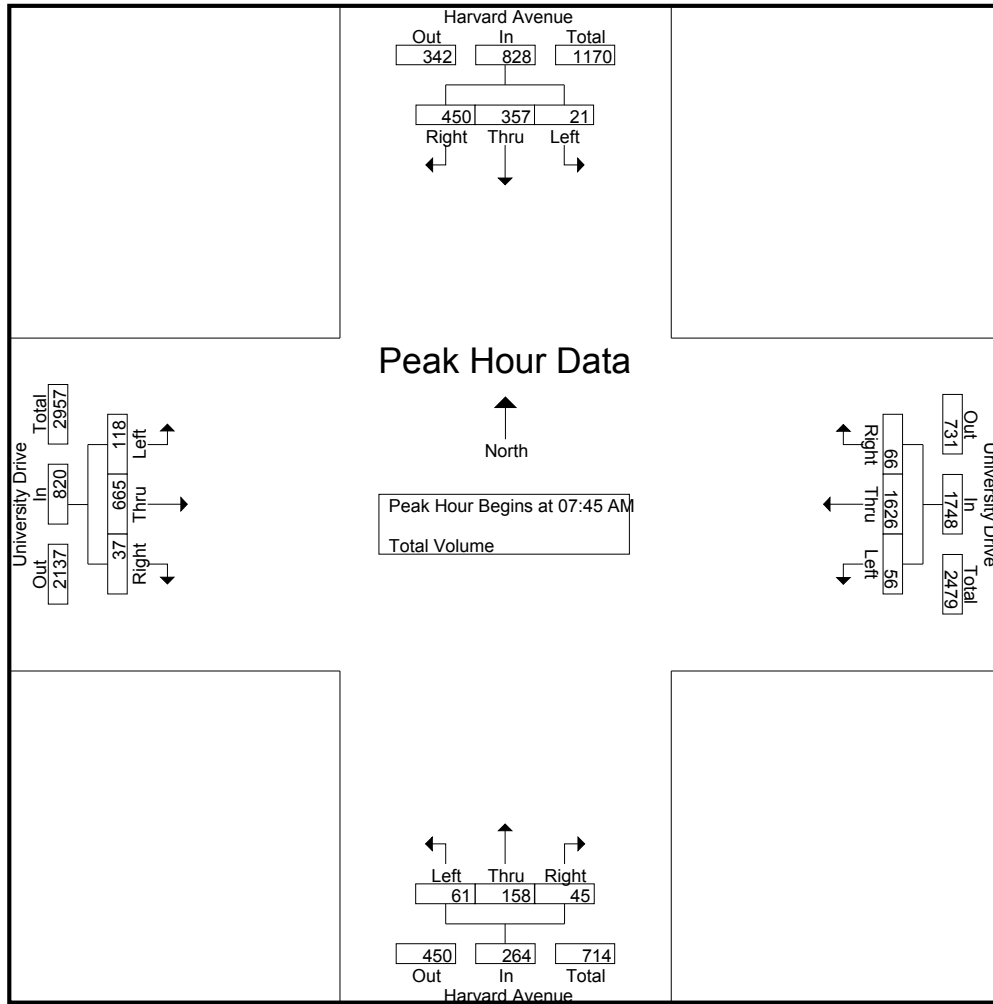 Harvard Avenue
Out In Total
342 828 1170
450 357 21
Right Thru Left
Peak Hour Data
North
Peak Hour Begins at 07:45 AM
Total Volume
University Drive
Out In Total
2137 820 2957
37 665 118
Right Thru Left
University Drive
Out In Total
731 1748 2479
66 1626 56
Right Thru Left
Left Thru Right
61 158 45
450 264 714
Out In Total
Harvard Avenue